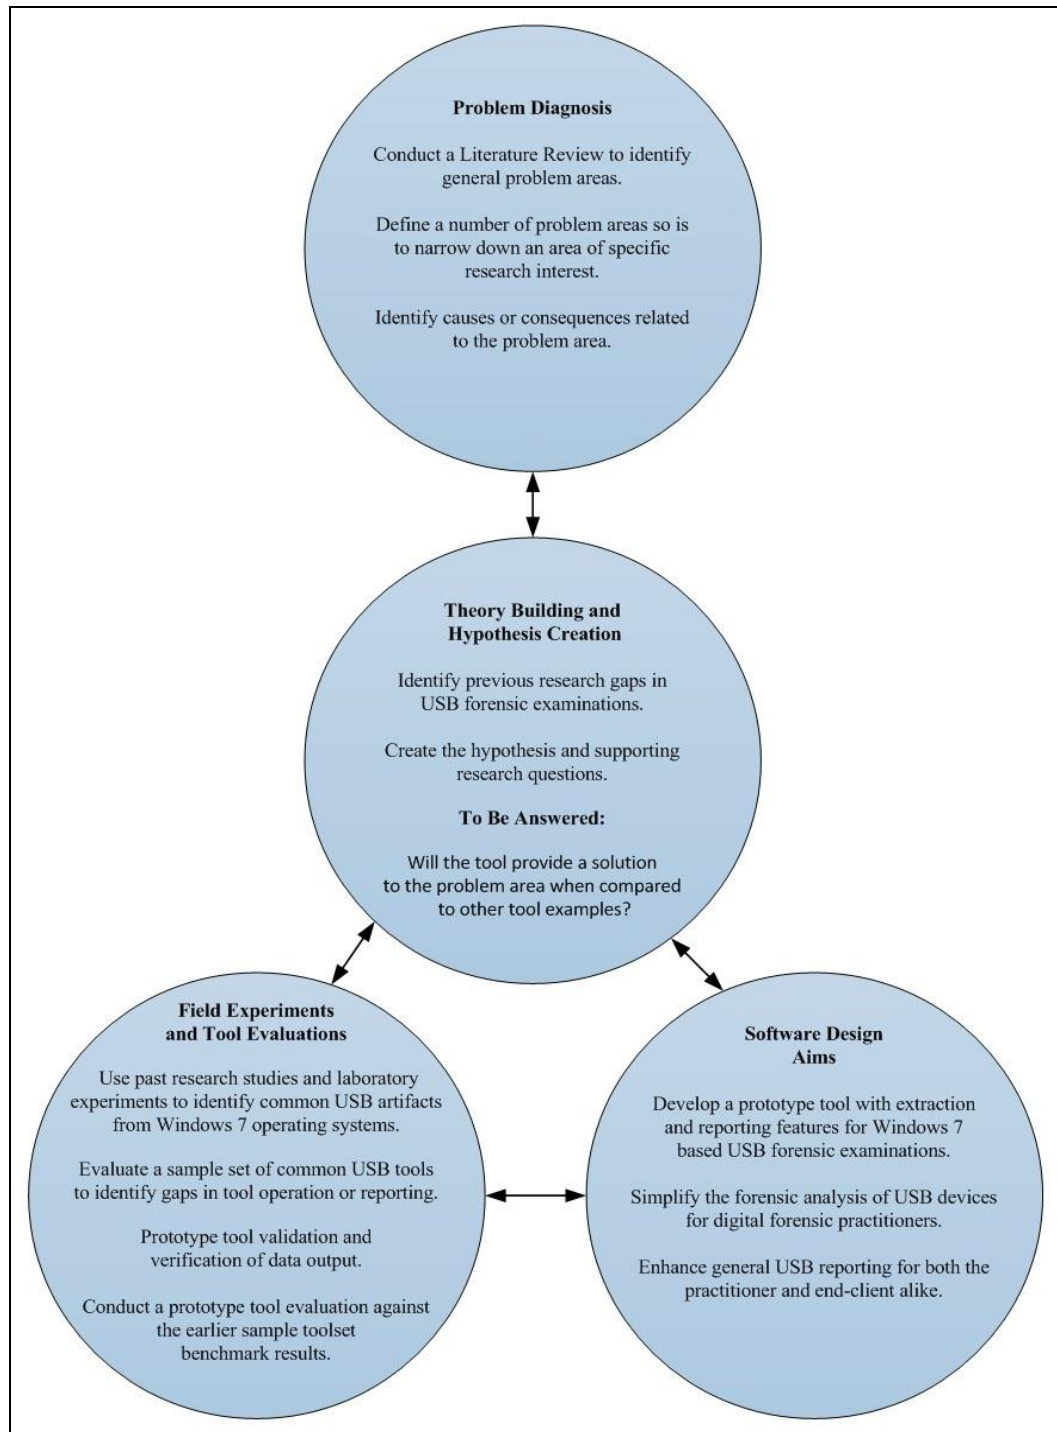 Problem Diagnosis
Conduct a Literature Review to identify
general problem areas.
Define a number of problem areas so is
to narrow down an area of specific
research interest.
Identify causes or consequences related
to the problem area.
Theory Building and
Hypothesis Creation
Identify previous research gaps in
USB forensic examinations.
Create the hypothesis and supporting
research questions.
To Be Answered:
Will the tool provide a solution
to the problem area when compared
to other tool examples?
Field Experiments
and Tool Evaluations
Use past research studies and laboratory
experiments to identify common USB artifacts
from Windows 7 operating systems.
Evaluate a sample set of common USB tools
to identify gaps in tool operation or reporting.
Prototype tool validation and
verification of data output.
Conduct a prototype tool evaluation against
the earlier sample toolset
benchmark results.
Software Design
Aims
Develop a prototype tool with extraction
and reporting features for Windows 7
based USB forensic examinations.
Simplify the forensic analysis of USB devices
for digital forensic practitioners.
Enhance general USB reporting for both the
practitioner and end-client alike.